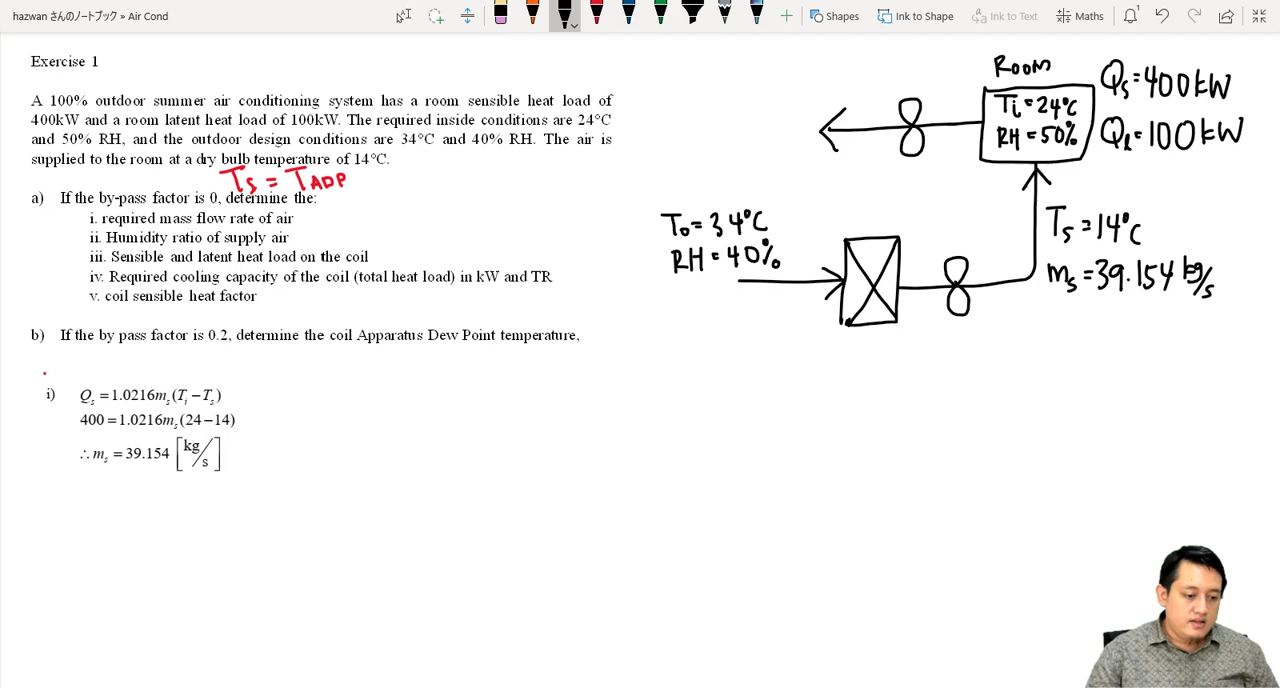 hazwan さんのノートブック » Air Cond
Shapes
Ink to Shape
Ink to Text
Maths
Exercise 1
A 100% outdoor summer air conditioning system has a room sensible heat load of
400kW and a room latent heat load of 100kW. The required inside conditions are 24°C
and 50% RH, and the outdoor design conditions are 34°C and 40% RH. The air is
supplied to the room at a dry bulb temperature of 14°C.
Ts = TADP
a) If the by-pass factor is 0, determine the:
i. required mass flow rate of air
ii. Humidity ratio of supply air
iii. Sensible and latent heat load on the coil
iv. Required cooling capacity of the coil (total heat load) in kW and TR
v. coil sensible heat factor
b) If the by pass factor is 0.2, determine the coil Apparatus Dew Point temperature,
i) Qs = 1.0216ms(Ti − Ts)
400 = 1.0216ms(24−14)
∴ ms = 39.154 [kg/s]
Room
Ti = 24°C
RH = 50%
Qs = 400kW
Ql = 100kW
To = 34°C
RH = 40%
Ts = 14°C
ms = 39.154 kg/s